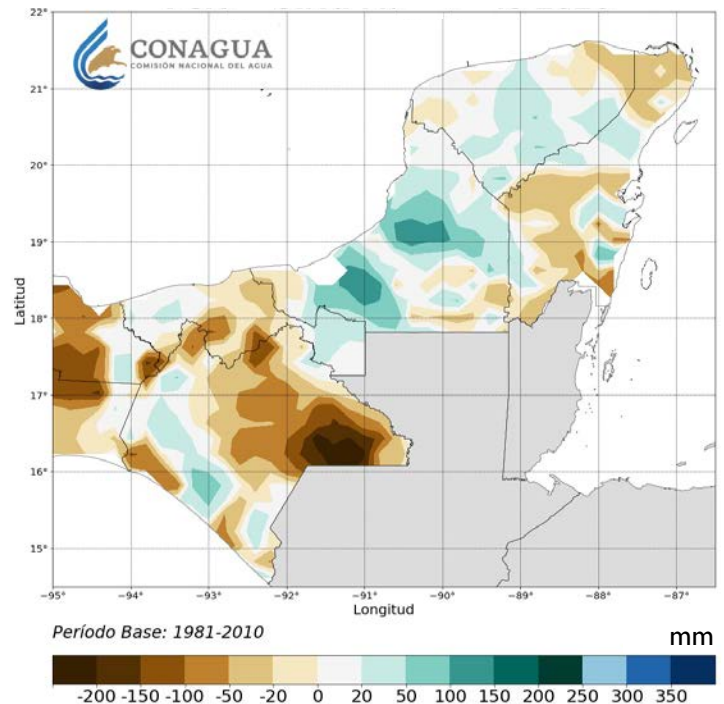 22°
CONAGUA
COMISIÓN NACIONAL DEL AGUA
21°
20°
19°
Latitud
18°
17°
16°
15°
−95° −94° −93° −92° −91° −90° −89° −88° −87°
Longitud
Período Base: 1981-2010
mm
-200 -150 -100 -50 -20 0 20 50 100 150 200 250 300 350